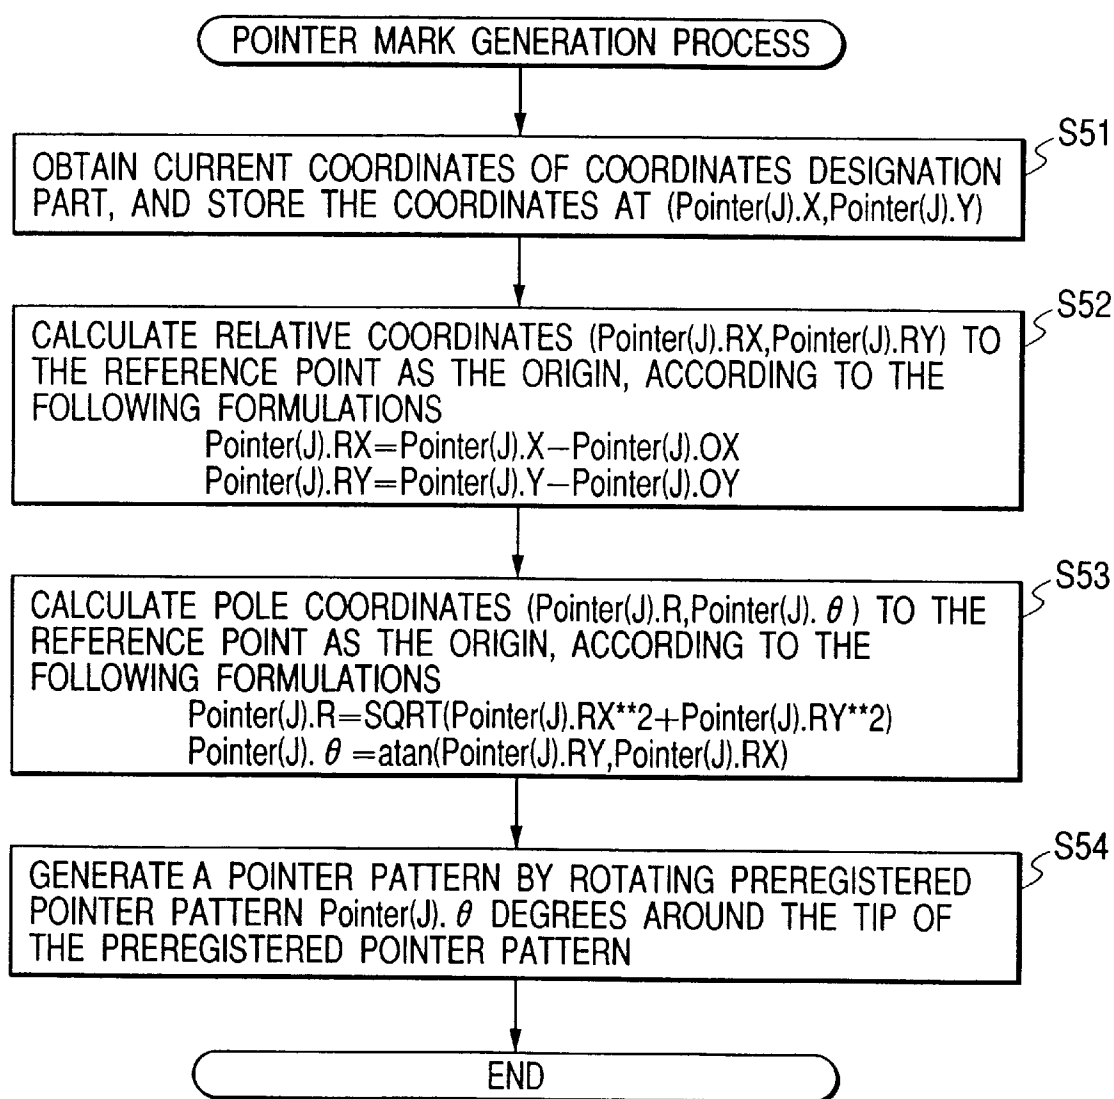 POINTER MARK GENERATION PROCESS
S51
OBTAIN CURRENT COORDINATES OF COORDINATES DESIGNATION
PART, AND STORE THE COORDINATES AT (Pointer(J).X,Pointer(J).Y)
S52
CALCULATE RELATIVE COORDINATES (Pointer(J).RX,Pointer(J).RY) TO
THE REFERENCE POINT AS THE ORIGIN, ACCORDING TO THE
FOLLOWING FORMULATIONS
Pointer(J).RX=Pointer(J).X−Pointer(J).OX
Pointer(J).RY=Pointer(J).Y−Pointer(J).OY
S53
CALCULATE POLE COORDINATES (Pointer(J).R,Pointer(J). θ ) TO THE
REFERENCE POINT AS THE ORIGIN, ACCORDING TO THE
FOLLOWING FORMULATIONS
Pointer(J).R=SQRT(Pointer(J).RX**2+Pointer(J).RY**2)
Pointer(J). θ =atan(Pointer(J).RY,Pointer(J).RX)
S54
GENERATE A POINTER PATTERN BY ROTATING PREREGISTERED
POINTER PATTERN Pointer(J). θ DEGREES AROUND THE TIP OF
THE PREREGISTERED POINTER PATTERN
END